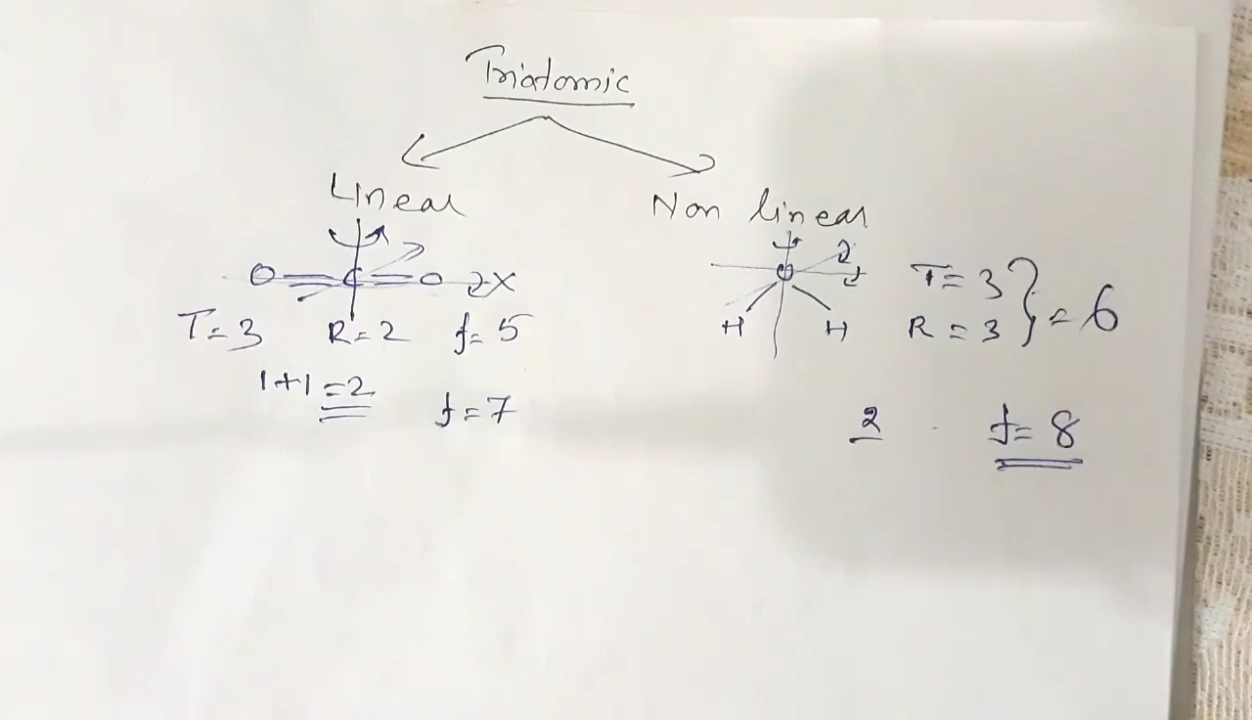 Triatomic
Linear
Non linear
O=C=O X
H H
T=3 R=2 f=5
T=3
R=3 } =6
1+1=2 f=7
2 f=8